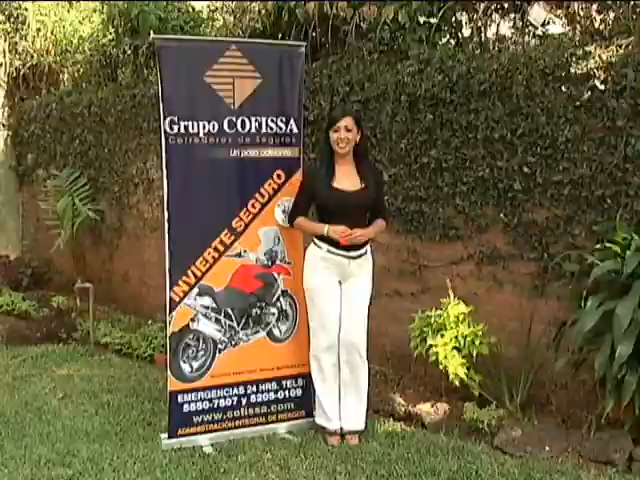 Grupo COFISSA
Corredores de Seguros
Un paso adelante
INVIERTE SEGURO
EMERGENCIAS 24 HRS. TELS:
5550-7507 y 5205-0109
www.cofissa.com
ADMINISTRACIÓN INTEGRAL DE RIESGOS